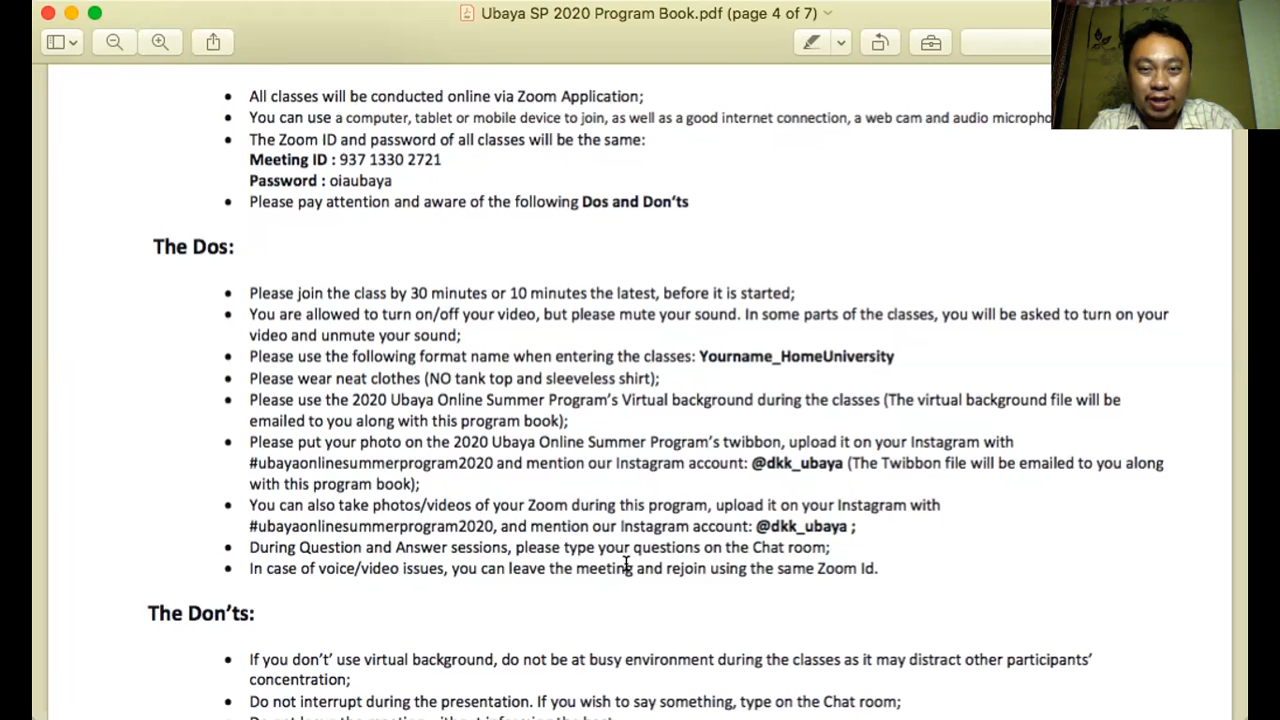 Ubaya SP 2020 Program Book.pdf (page 4 of 7)
• All classes will be conducted online via Zoom Application;
• You can use a computer, tablet or mobile device to join, as well as a good internet connection, a web cam and audio
• The Zoom ID and password of all classes will be the same:
Meeting ID : 937 1330 2721
Password : oiaubaya
• Please pay attention and aware of the following Dos and Don'ts
The Dos:
• Please join the class by 30 minutes or 10 minutes the latest, before it is started;
• You are allowed to turn on/off your video, but please mute your sound. In some parts of the classes, you will be asked to turn on your
video and unmute your sound;
• Please use the following format name when entering the classes: Yourname_HomeUniversity
• Please wear neat clothes (NO tank top and sleeveless shirt);
• Please use the 2020 Ubaya Online Summer Program's Virtual background during the classes (The virtual background file will be
emailed to you along with this program book);
• Please put your photo on the 2020 Ubaya Online Summer Program's twibbon, upload it on your Instagram with
#ubayaonlinesummerprogram2020 and mention our Instagram account: @dkk_ubaya (The Twibbon file will be emailed to you along
with this program book);
• You can also take photos/videos of your Zoom during this program, upload it on your Instagram with
#ubayaonlinesummerprogram2020, and mention our Instagram account: @dkk_ubaya ;
• During Question and Answer sessions, please type your questions on the Chat room;
• In case of voice/video issues, you can leave the meeting and rejoin using the same Zoom Id.
The Don'ts:
• If you don't' use virtual background, do not be at busy environment during the classes as it may distract other participants'
concentration;
• Do not interrupt during the presentation. If you wish to say something, type on the Chat room;